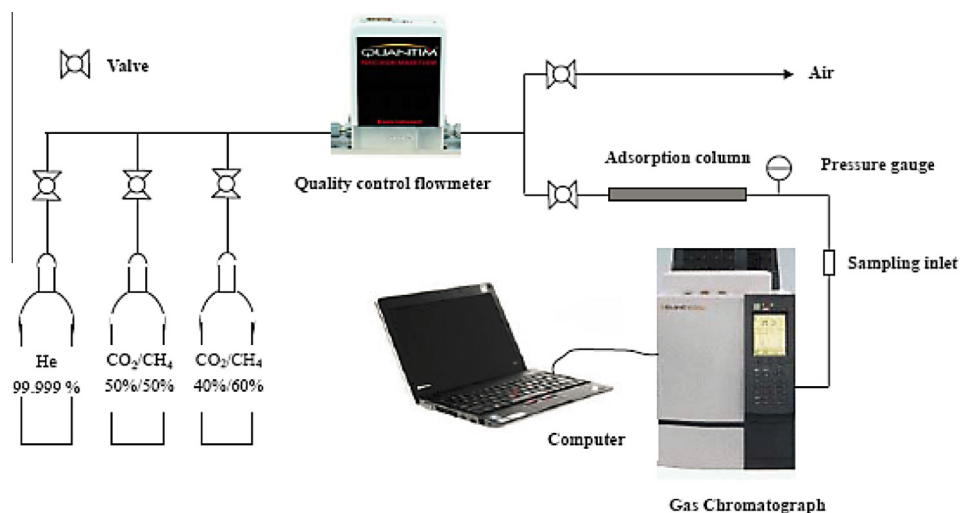 Valve
QUANTIM
Air
Adsorption column
Pressure gauge
Quality control flowmeter
Sampling inlet
He
99.999 %
CO₂/CH₄
50%/50%
CO₂/CH₄
40%/60%
Computer
Gas Chromatograph